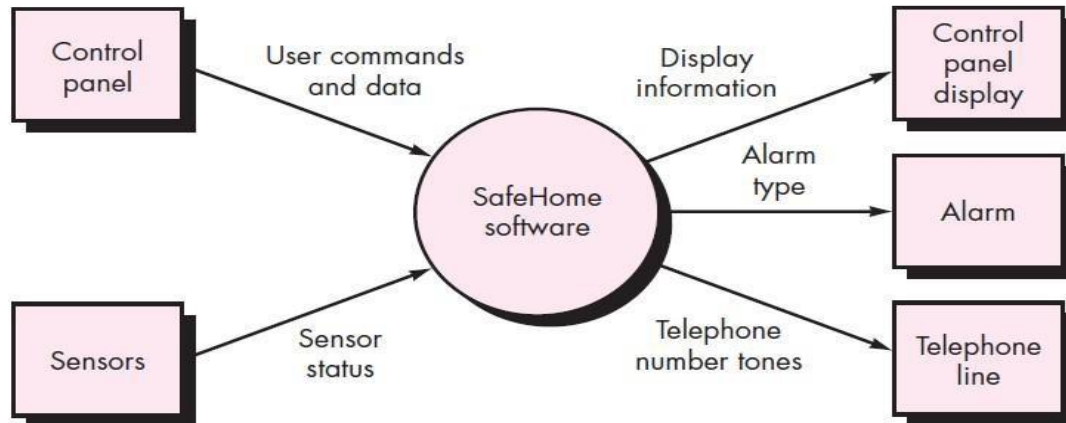 Control
panel
User commands
and data
Display
information
Control
panel
display
SafeHome
software
Alarm
type
Alarm
Sensors
Sensor
status
Telephone
number tones
Telephone
line